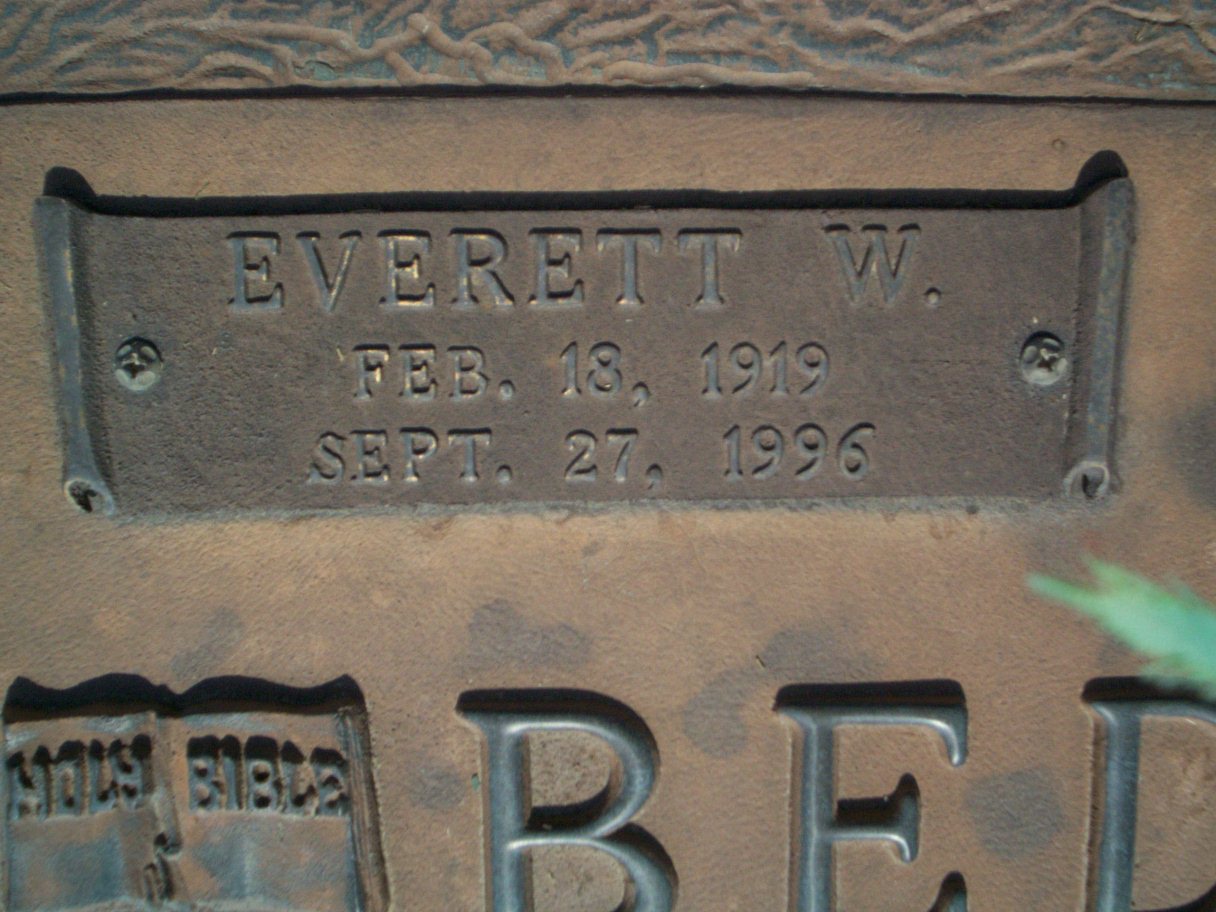 EVERETT W.
FEB. 18, 1919
SEPT. 27, 1996
HOLY BIBLE
BE